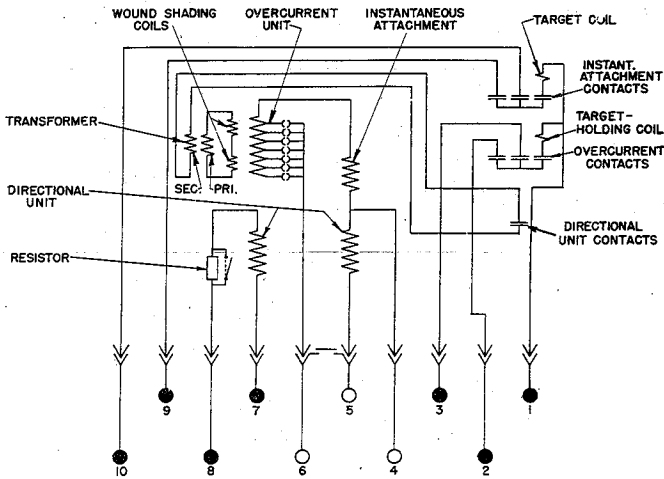 WOUND SHADING
COILS
OVERCURRENT
UNIT
INSTANTANEOUS
ATTACHMENT
TARGET COIL
INSTANT.
ATTACHMENT
CONTACTS
TRANSFORMER
TARGET-
HOLDING COIL
OVERCURRENT
CONTACTS
SEC. PRI.
DIRECTIONAL
UNIT
DIRECTIONAL
UNIT CONTACTS
RESISTOR
9
7
5
3
1
10
8
6
4
2